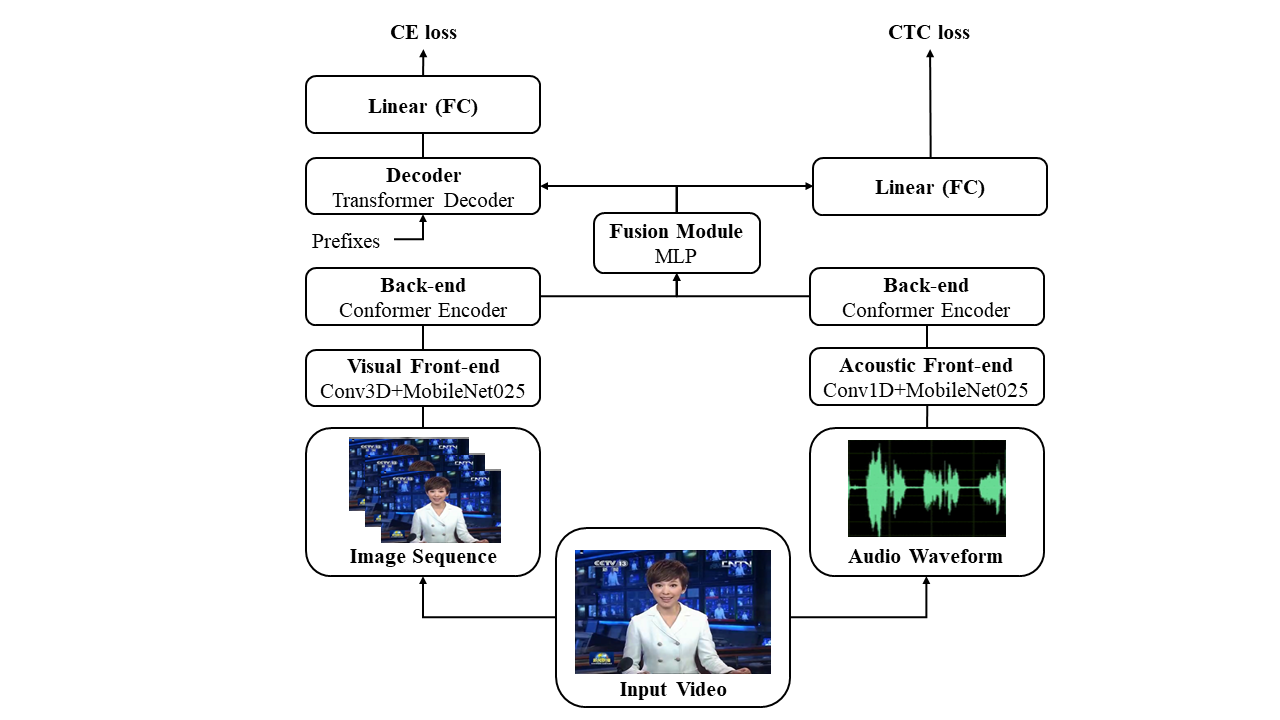 CE loss
CTC loss
Linear (FC)
Decoder
Transformer Decoder
Linear (FC)
Fusion Module
MLP
Prefixes
Back-end
Conformer Encoder
Back-end
Conformer Encoder
Visual Front-end
Conv3D+MobileNet025
Acoustic Front-end
Conv1D+MobileNet025
Image Sequence
Audio Waveform
CCTV 13
CNTV
Input Video